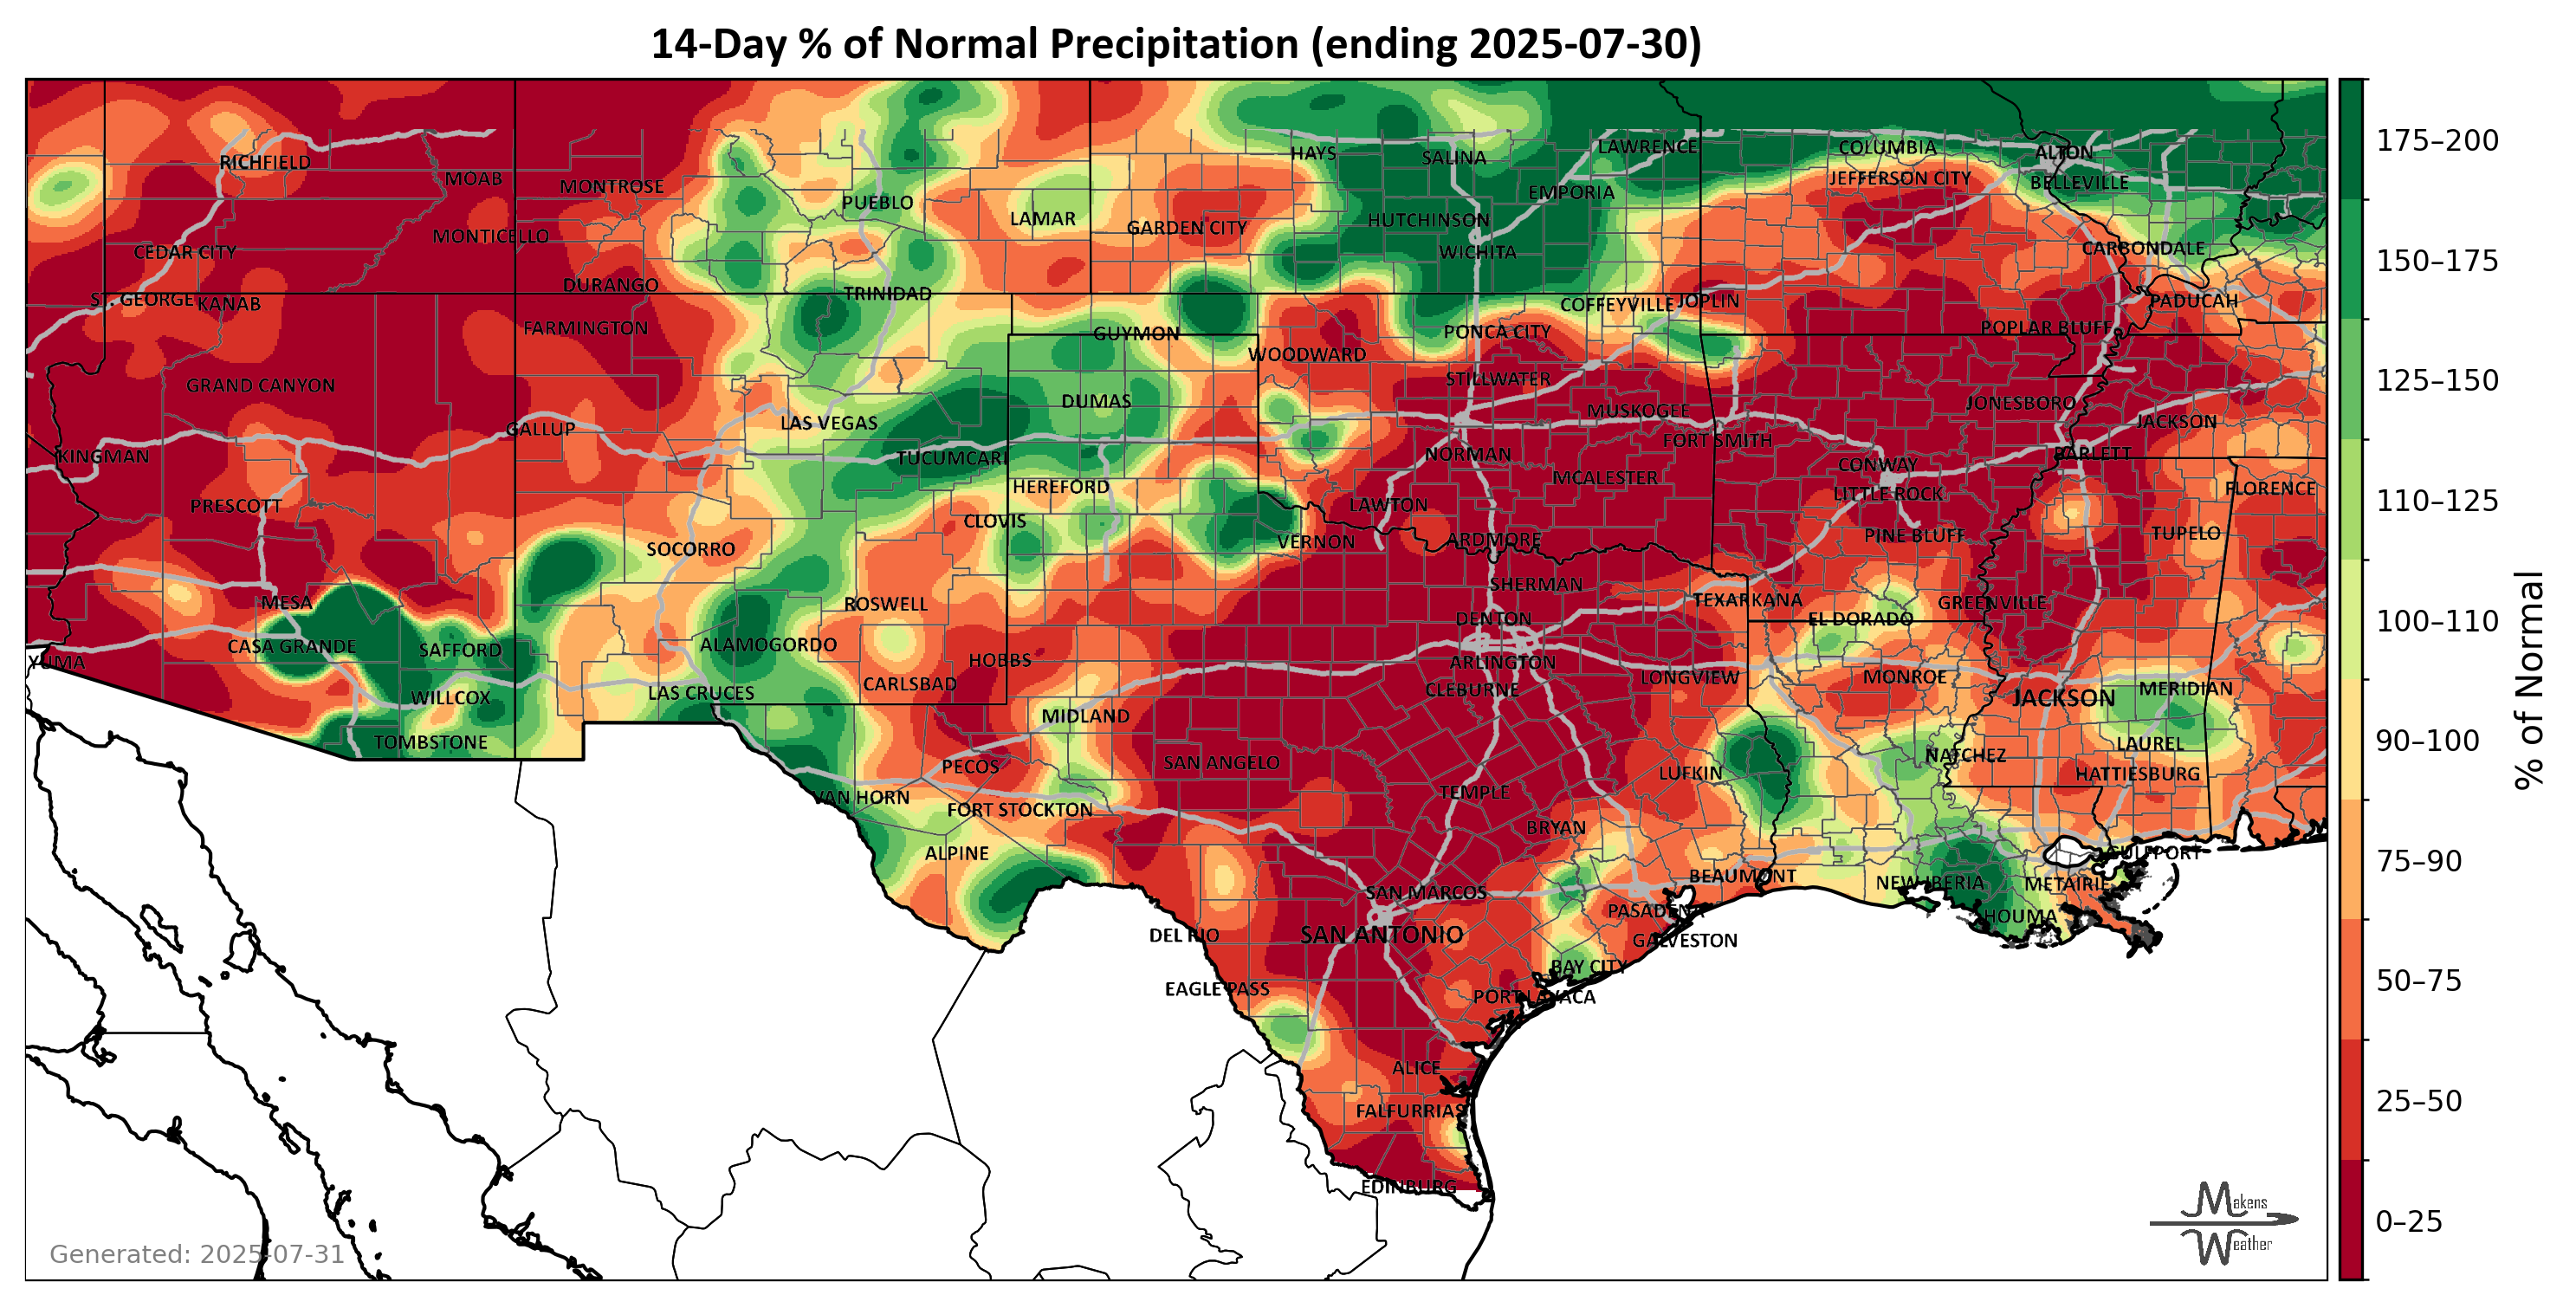 14-Day % of Normal Precipitation (ending 2025-07-30)
HAYS
SALINA
LAWRENCE
COLUMBIA
ALTON
RICHFIELD
MOAB
MONTROSE
JEFFERSON CITY
BELLEVILLE
EMPORIA
PUEBLO
LAMAR
GARDEN CITY
HUTCHINSON
MONTICELLO
CEDAR CITY
WICHITA
CARBONDALE
DURANGO
TRINIDAD
ST. GEORGE
KANAB
COFFEYVILLE
JOPLIN
PADUCAH
FARMINGTON
GUYMON
PONCA CITY
POPLAR BLUFF
WOODWARD
GRAND CANYON
STILLWATER
DUMAS
MUSKOGEE
JONESBORO
LAS VEGAS
JACKSON
GALLUP
FORT SMITH
KINGMAN
TUCUMCARI
NORMAN
BARLETT
CONWAY
MCALESTER
HEREFORD
LITTLE ROCK
FLORENCE
PRESCOTT
LAWTON
CLOVIS
PINE BLUFF
TUPELO
SOCORRO
VERNON
ARDMORE
SHERMAN
MESA
ROSWELL
TEXARKANA
GREENVILLE
DENTON
EL DORADO
CASA GRANDE
SAFFORD
ALAMOGORDO
YUMA
HOBBS
ARLINGTON
LONGVIEW
MONROE
CARLSBAD
CLEBURNE
MERIDIAN
WILLCOX
LAS CRUCES
JACKSON
MIDLAND
TOMBSTONE
LAUREL
NATCHEZ
PECOS
SAN ANGELO
LUFKIN
HATTIESBURG
VAN HORN
TEMPLE
FORT STOCKTON
BRYAN
ALPINE
GULFPORT
BEAUMONT
NEW IBERIA
METAIRIE
SAN MARCOS
PASADENA
HOUMA
DEL RIO
SAN ANTONIO
GALVESTON
BAY CITY
EAGLE PASS
PORT LAVACA
ALICE
FALFURRIAS
EDINBURG
Generated: 2025-07-31
Makens
Weather
175–200
150–175
125–150
110–125
100–110
90–100
75–90
50–75
25–50
0–25
% of Normal